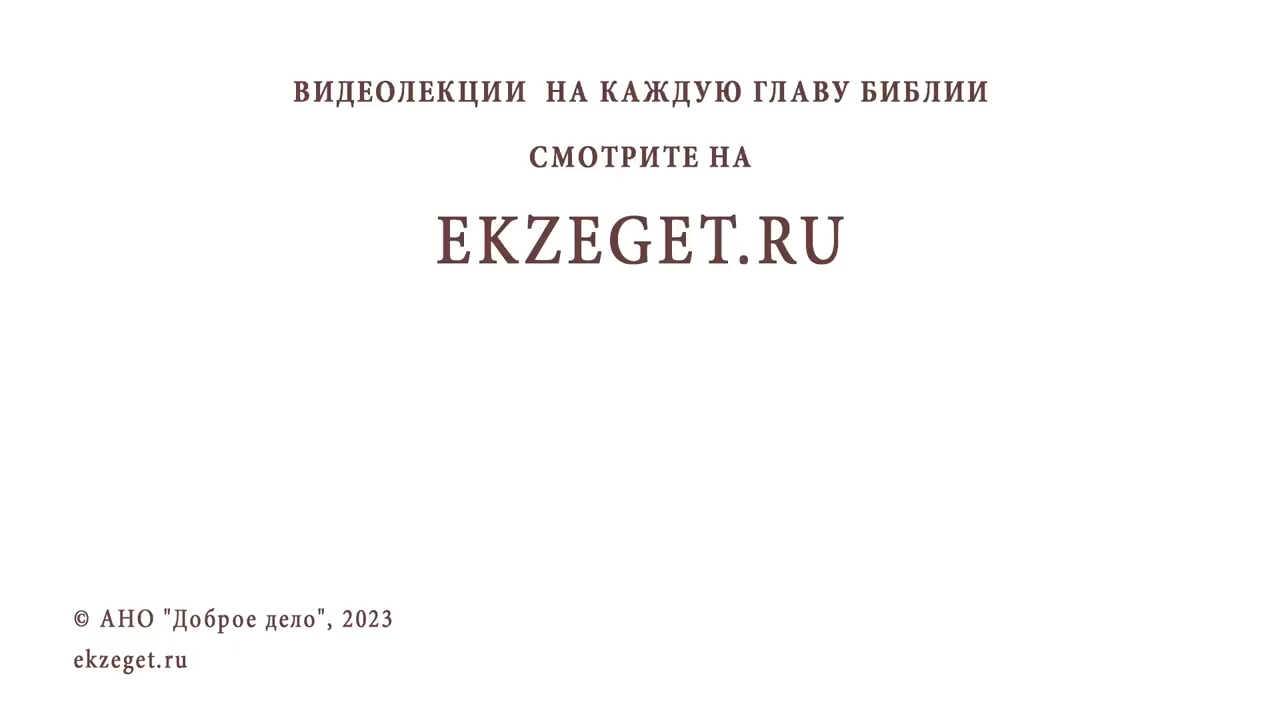 ВИДЕОЛЕКЦИИ НА КАЖДУЮ ГЛАВУ БИБЛИИ
СМОТРИТЕ НА
EKZEGET.RU
© АНО "Доброе дело", 2023
ekzeget.ru